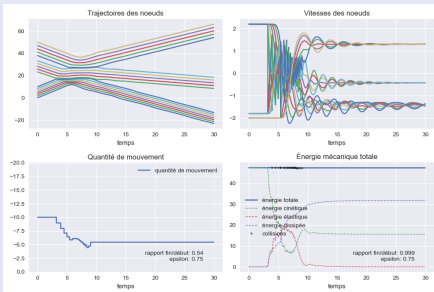 Trajectoires des noeuds
60
40
20
0
−20
0 5 10 15 20 25 30
temps
Vitesses des noeuds
2
1
0
−1
−2
0 5 10 15 20 25 30
temps
Quantité de mouvement
−20.0
−17.5
−15.0
−12.5
−10.0
−7.5
−5.0
−2.5
0.0
quantité de mouvement
rapport fin/début: 0.54
epsilon: 0.75
0 5 10 15 20 25 30
temps
Énergie mécanique totale
40
30
20
10
0
énergie totale
énergie cinétique
énergie élastique
énergie dissipée
collisions
rapport fin/début: 0.999
epsilon: 0.75
0 5 10 15 20 25 30
temps